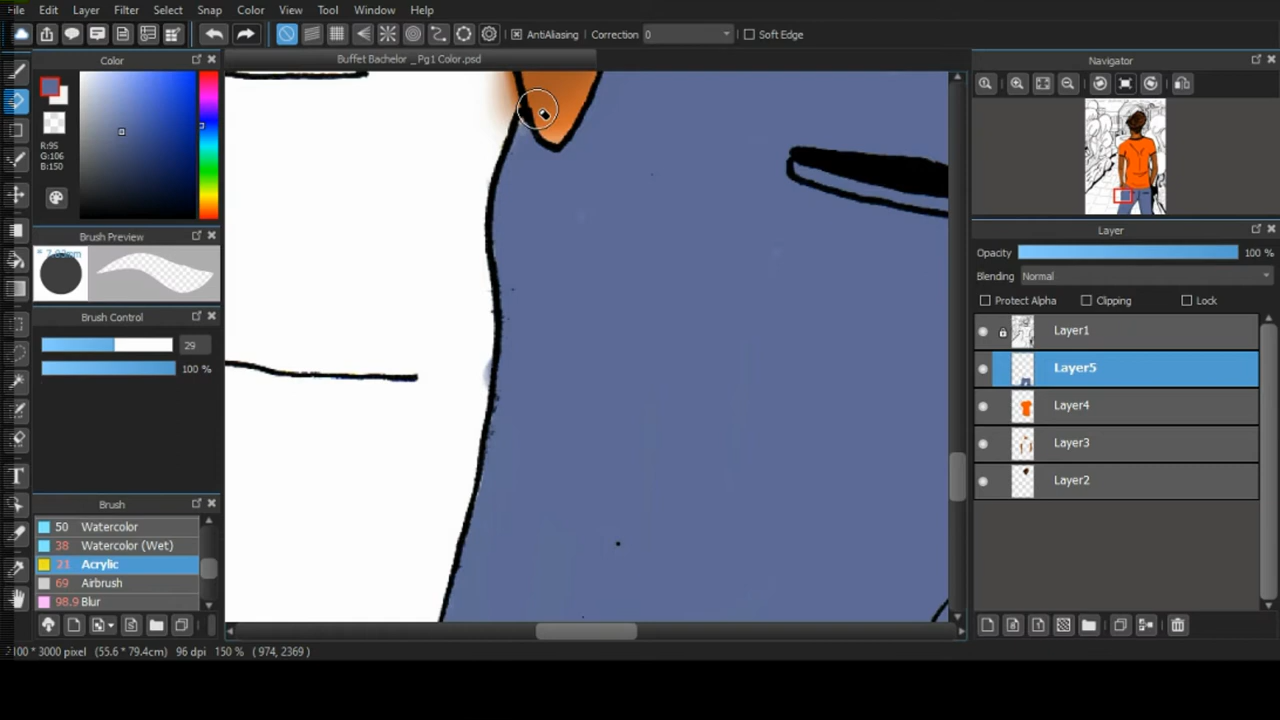 File Edit Layer Filter Select Snap Color View Tool Window Help
AntiAliasing Correction 0 Soft Edge
Buffet Bachelor _Pg1 Color.psd
Color
R:95
G:106
B:150
Brush Preview
* 7.03mm
Brush Control
29
100 %
Brush
50 Watercolor
38 Watercolor (Wet)
21 Acrylic
69 Airbrush
98.9 Blur
Navigator
Layer
Opacity 100 %
Blending Normal
Protect Alpha Clipping Lock
Layer1
Layer5
Layer4
Layer3
Layer2
100 * 3000 pixel (55.6 * 79.4cm) 96 dpi 150 % ( 974, 2369 )